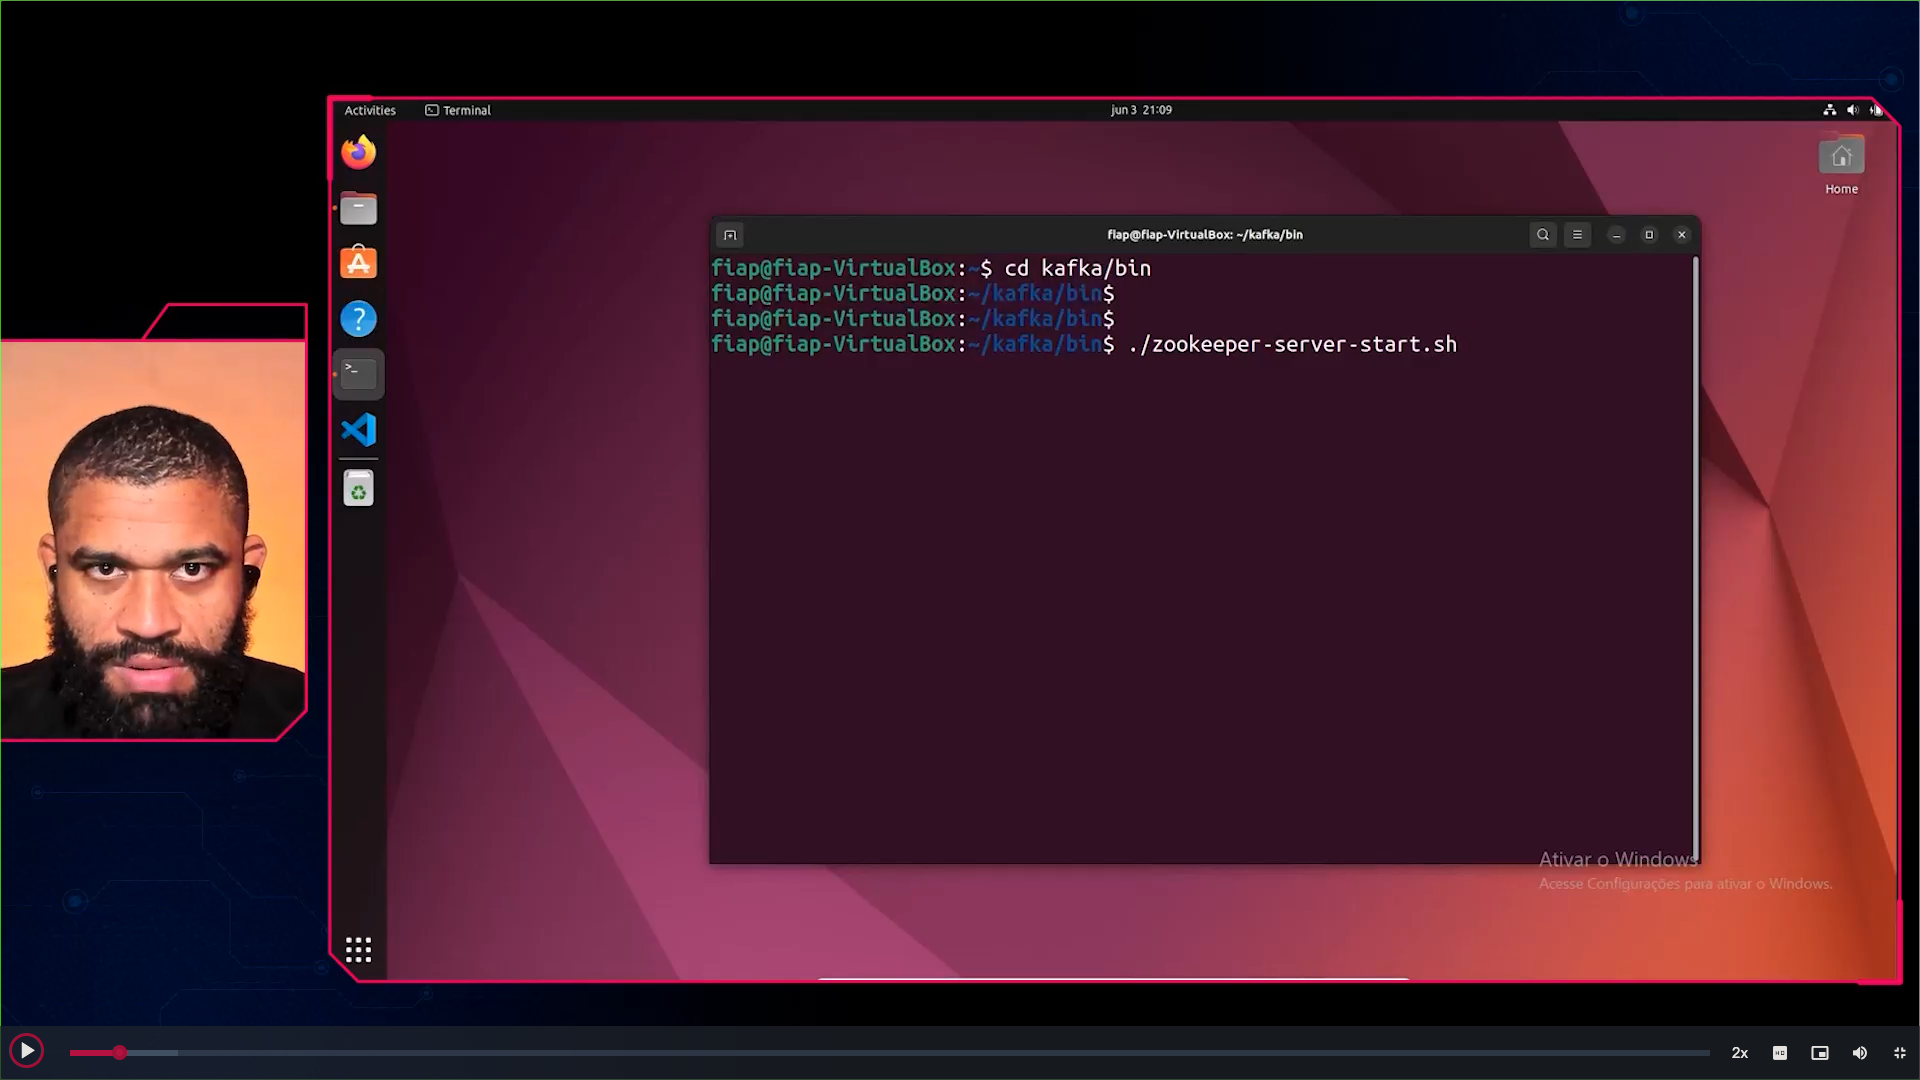 Activities Terminal jun 3 21:09
Home
fiap@fiap-VirtualBox: ~/kafka/bin
fiap@fiap-VirtualBox:~$ cd kafka/bin
fiap@fiap-VirtualBox:~/kafka/bin$
fiap@fiap-VirtualBox:~/kafka/bin$
fiap@fiap-VirtualBox:~/kafka/bin$ ./zookeeper-server-start.sh
Ativar o Windows
Acesse Configurações para ativar o Windows.
2x HD